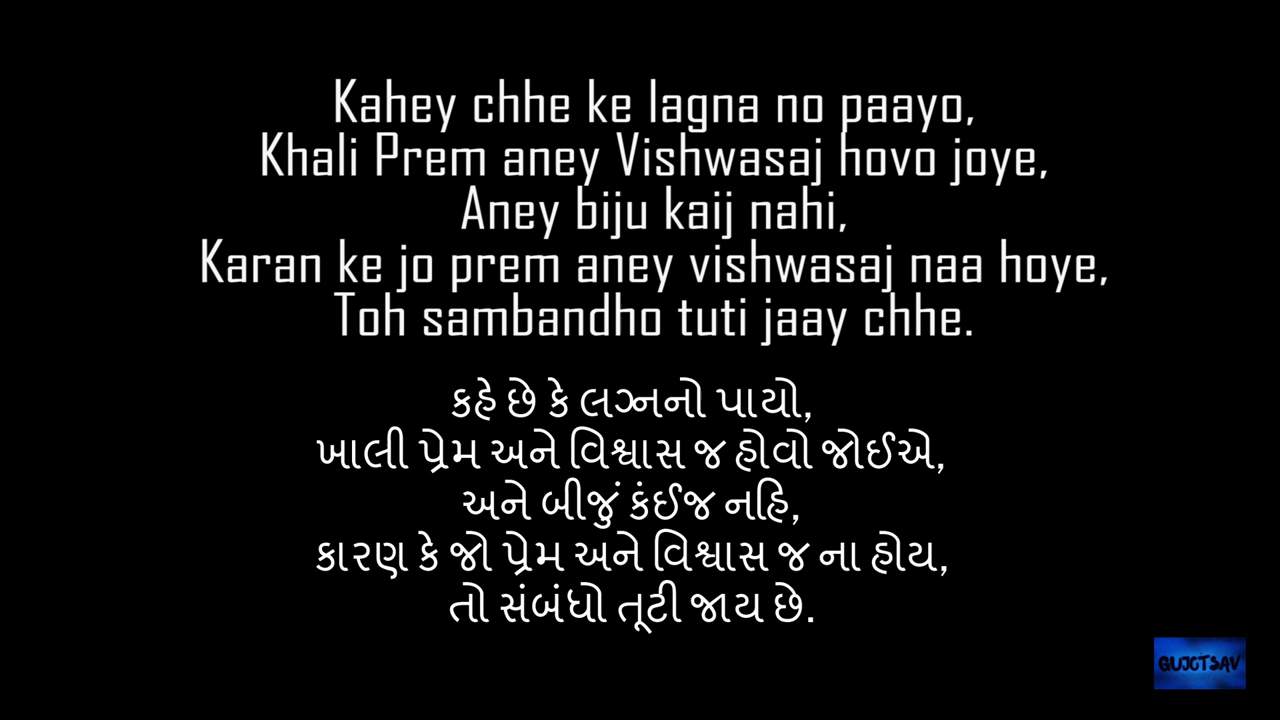 Kahey chhe ke lagna no paayo,
Khali Prem aney Vishwasaj hovo joye,
Aney biju kaij nahi,
Karan ke jo prem aney vishwasaj naa hoye,
Toh sambandho tuti jaay chhe.
કહે છે કે લગ્નનો પાયો,
ખાલી પ્રેમ અને વિશ્વાસ જ હોવો જોઈએ,
અને બીજું કંઈજ નહિ,
કારણ કે જો પ્રેમ અને વિશ્વાસ જ ના હોય,
તો સંબંધો તૂટી જાય છે.
GUJCTSAV